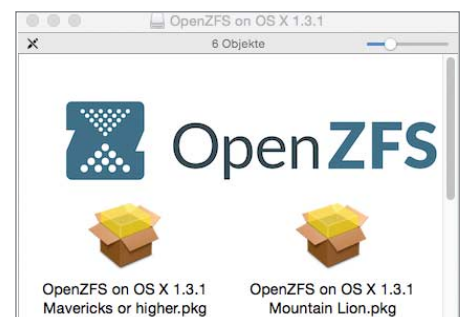 OpenZFS on OS X 1.3.1
6 Objekte
OpenZFS
OpenZFS on OS X 1.3.1
Mavericks or higher.pkg
OpenZFS on OS X 1.3.1
Mountain Lion.pkg